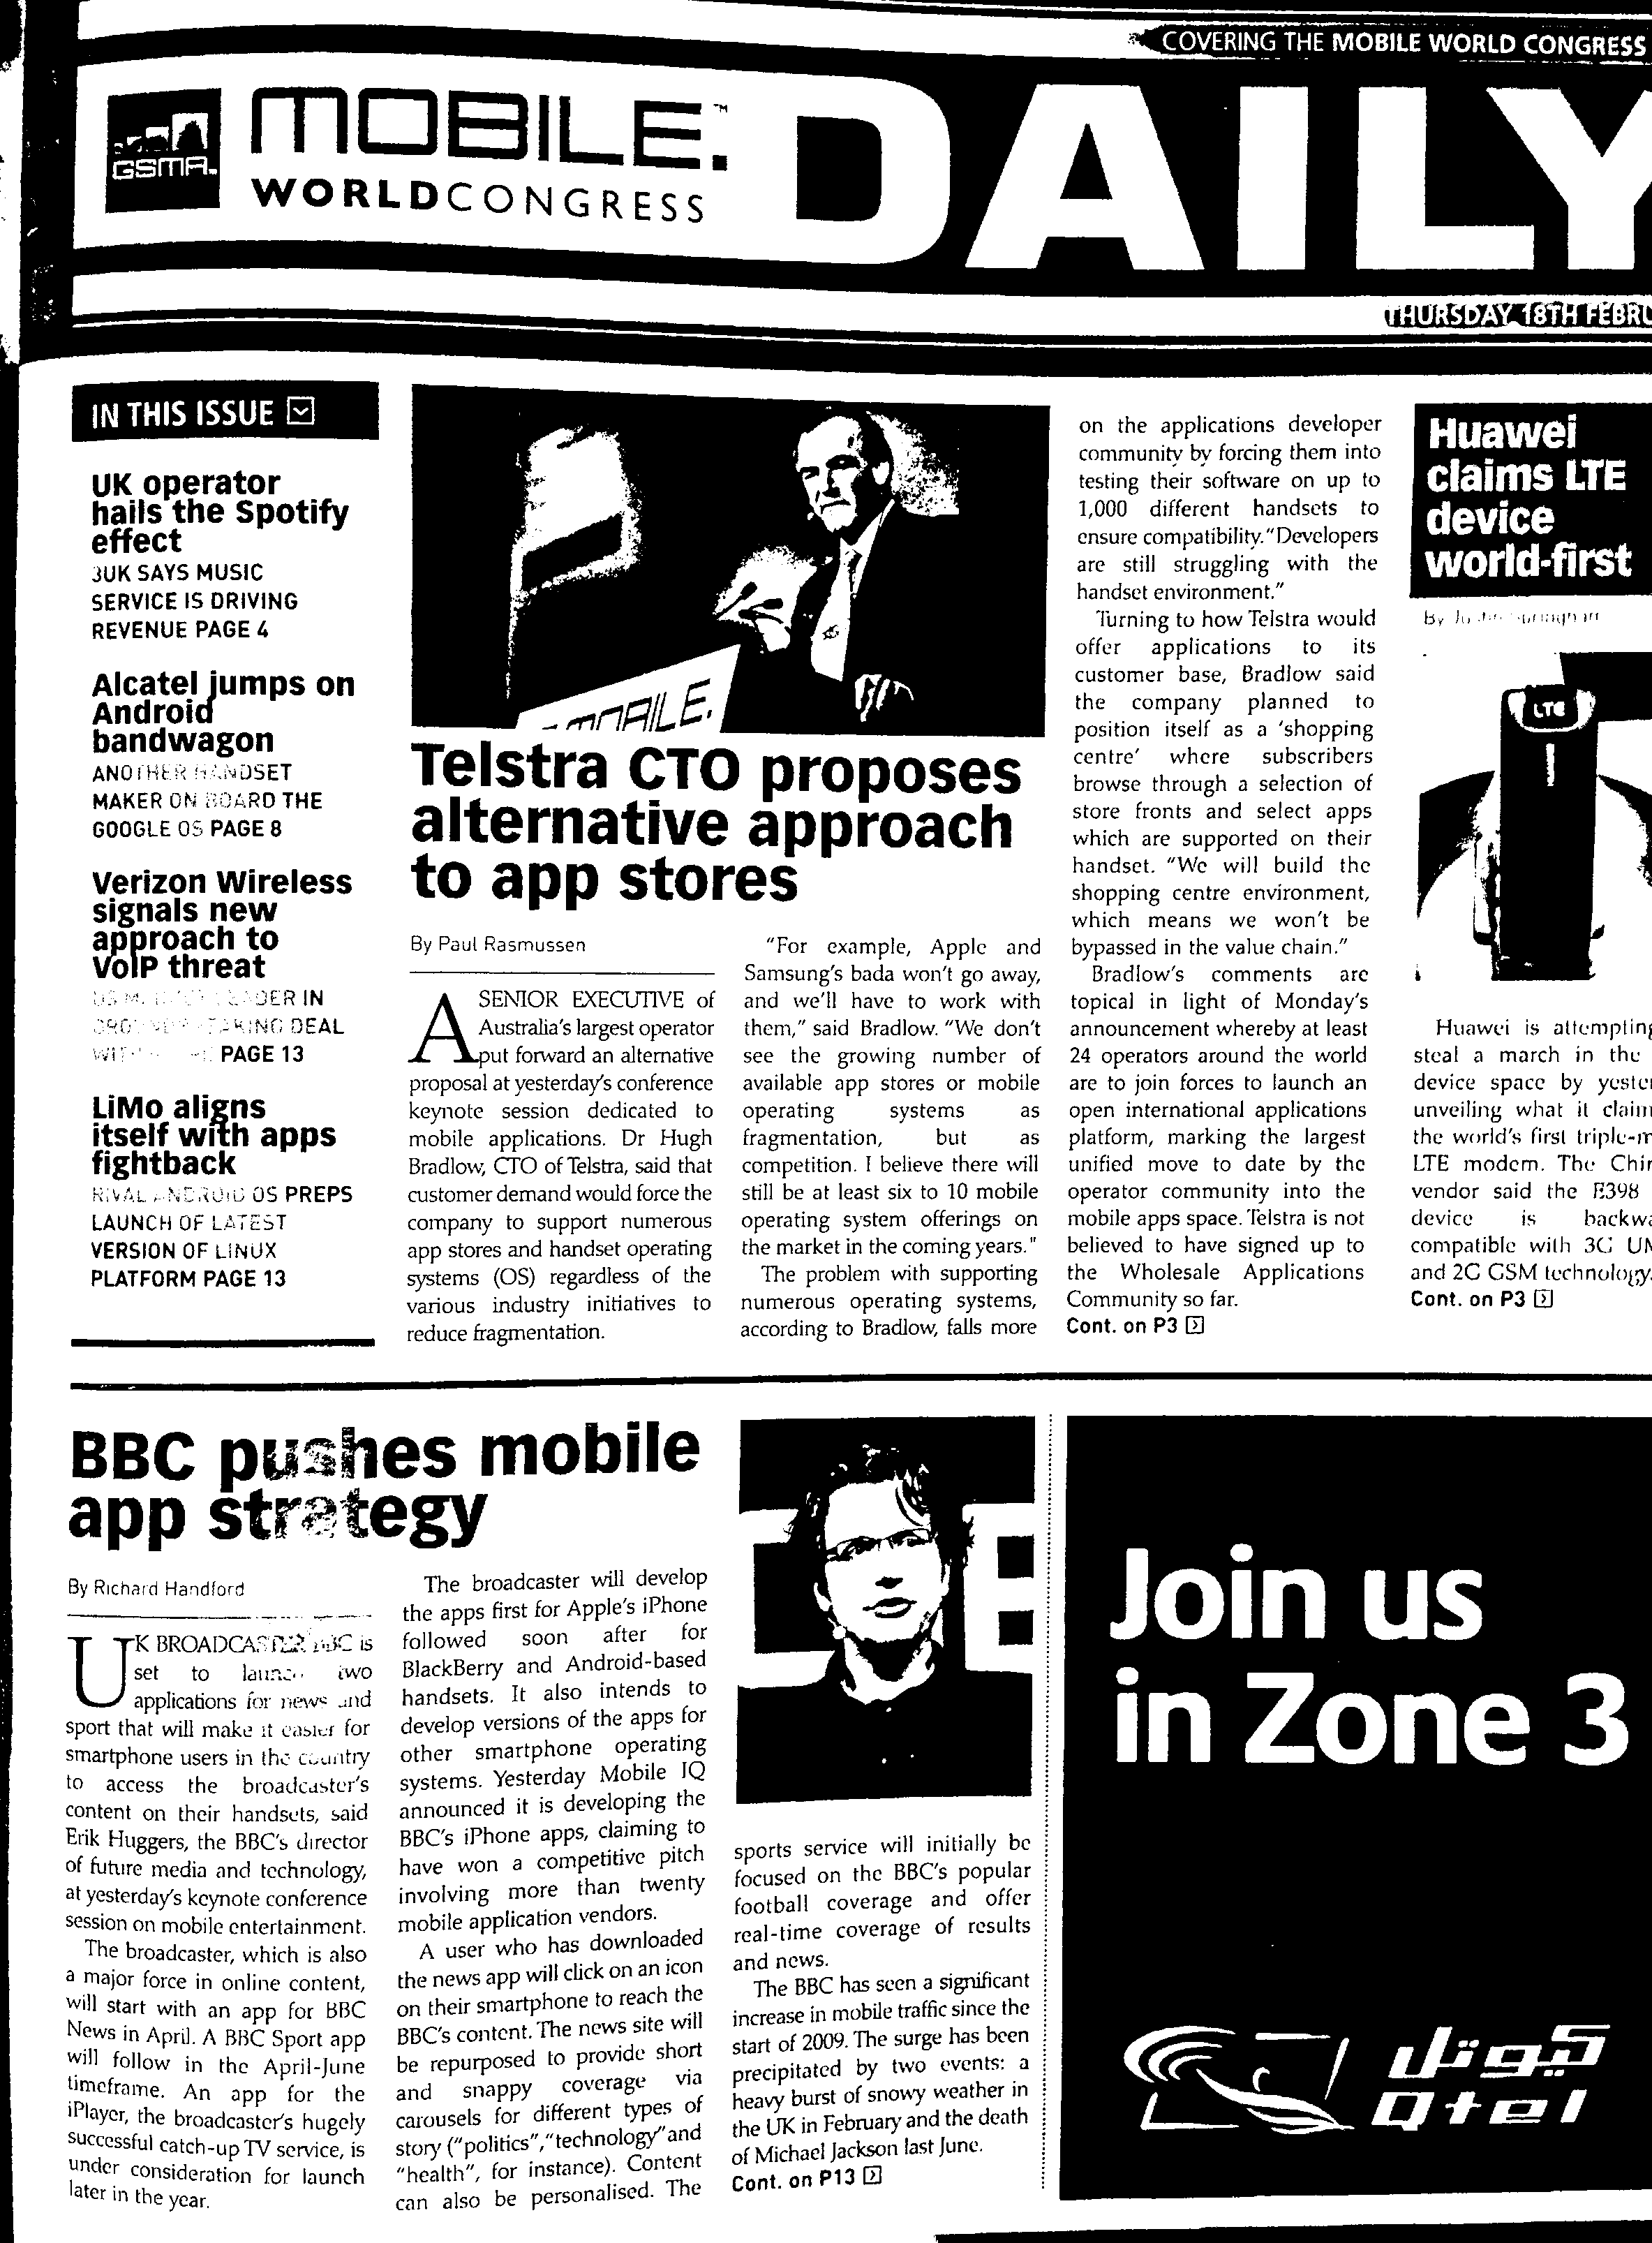 COVERING THE MOBILE WORLD CONGRESS
GSMA
MOBILE.™
WORLDCONGRESS
DAILY
THURSDAY 18TH
IN THIS ISSUE
UK operator
hails the Spotify
effect
3UK SAYS MUSIC
SERVICE IS DRIVING
REVENUE PAGE 4
Alcatel jumps on
Android
bandwagon
ANOTHER HANDSET
MAKER ON BOARD THE
GOOGLE OS PAGE 8
Verizon Wireless
signals new
approach to
VoIP threat
IN
DEAL
PAGE 13
LiMo aligns
itself with apps
fightback
RIVAL ANDROID OS PREPS
LAUNCH OF LATEST
VERSION OF LINUX
PLATFORM PAGE 13
MOBILE.
Telstra CTO proposes
alternative approach
to app stores
By Paul Rasmussen
A SENIOR EXECUTIVE of
Australia's largest operator
put forward an alternative
proposal at yesterday's conference
keynote session dedicated to
mobile applications. Dr Hugh
Bradlow, CTO of Telstra, said that
customer demand would force the
company to support numerous
app stores and handset operating
systems (OS) regardless of the
various industry initiatives to
reduce fragmentation.
"For example, Apple and
Samsung's bada won't go away,
and we'll have to work with
them," said Bradlow. "We don't
see the growing number of
available app stores or mobile
operating systems as
fragmentation, but as
competition. I believe there will
still be at least six to 10 mobile
operating system offerings on
the market in the coming years."
The problem with supporting
numerous operating systems,
according to Bradlow, falls more
on the applications developer
community by forcing them into
testing their software on up to
1,000 different handsets to
ensure compatibility. "Developers
are still struggling with the
handset environment."
Turning to how Telstra would
offer applications to its
customer base, Bradlow said
the company planned to
position itself as a 'shopping
centre' where subscribers
browse through a selection of
store fronts and select apps
which are supported on their
handset. "We will build the
shopping centre environment,
which means we won't be
bypassed in the value chain."
Bradlow's comments are
topical in light of Monday's
announcement whereby at least
24 operators around the world
are to join forces to launch an
open international applications
platform, marking the largest
unified move to date by the
operator community into the
mobile apps space. Telstra is not
believed to have signed up to
the Wholesale Applications
Community so far.
Cont. on P3
Huawei
claims LTE
device
world-first
By
LTE
Huawei is attempting
steal a march in the
device space by
unveiling what it
the world's first
LTE modem. The
vendor said the E398
device is
compatible with 3G
and 2G GSM technology.
Cont. on P3
BBC pushes mobile
app strategy
By Richard Handford
UK BROADCASTER BBC is
set to launch two
applications for news and
sport that will make it easier for
smartphone users in the country
to access the broadcaster's
content on their handsets, said
Erik Huggers, the BBC's director
of future media and technology,
at yesterday's keynote conference
session on mobile entertainment.
The broadcaster, which is also
a major force in online content,
will start with an app for BBC
News in April. A BBC Sport app
will follow in the April-June
timeframe. An app for the
iPlayer, the broadcaster's hugely
successful catch-up TV service, is
under consideration for launch
later in the year.
The broadcaster will develop
the apps first for Apple's iPhone
followed soon after for
BlackBerry and Android-based
handsets. It also intends to
develop versions of the apps for
other smartphone operating
systems. Yesterday Mobile IQ
announced it is developing the
BBC's iPhone apps, claiming to
have won a competitive pitch
involving more than twenty
mobile application vendors.
A user who has downloaded
the news app will click on an icon
on their smartphone to reach the
BBC's content. The news site will
be repurposed to provide short
and snappy coverage via
carousels for different types of
story ("politics", "technology" and
"health", for instance). Content
can also be personalised. The
sports service will initially be
focused on the BBC's popular
football coverage and offer
real-time coverage of results
and news.
The BBC has seen a significant
increase in mobile traffic since the
start of 2009. The surge has been
precipitated by two events: a
heavy burst of snowy weather in
the UK in February and the death
of Michael Jackson last June.
Cont. on P13
Join us
in Zone 3
كيوتل
Qtel